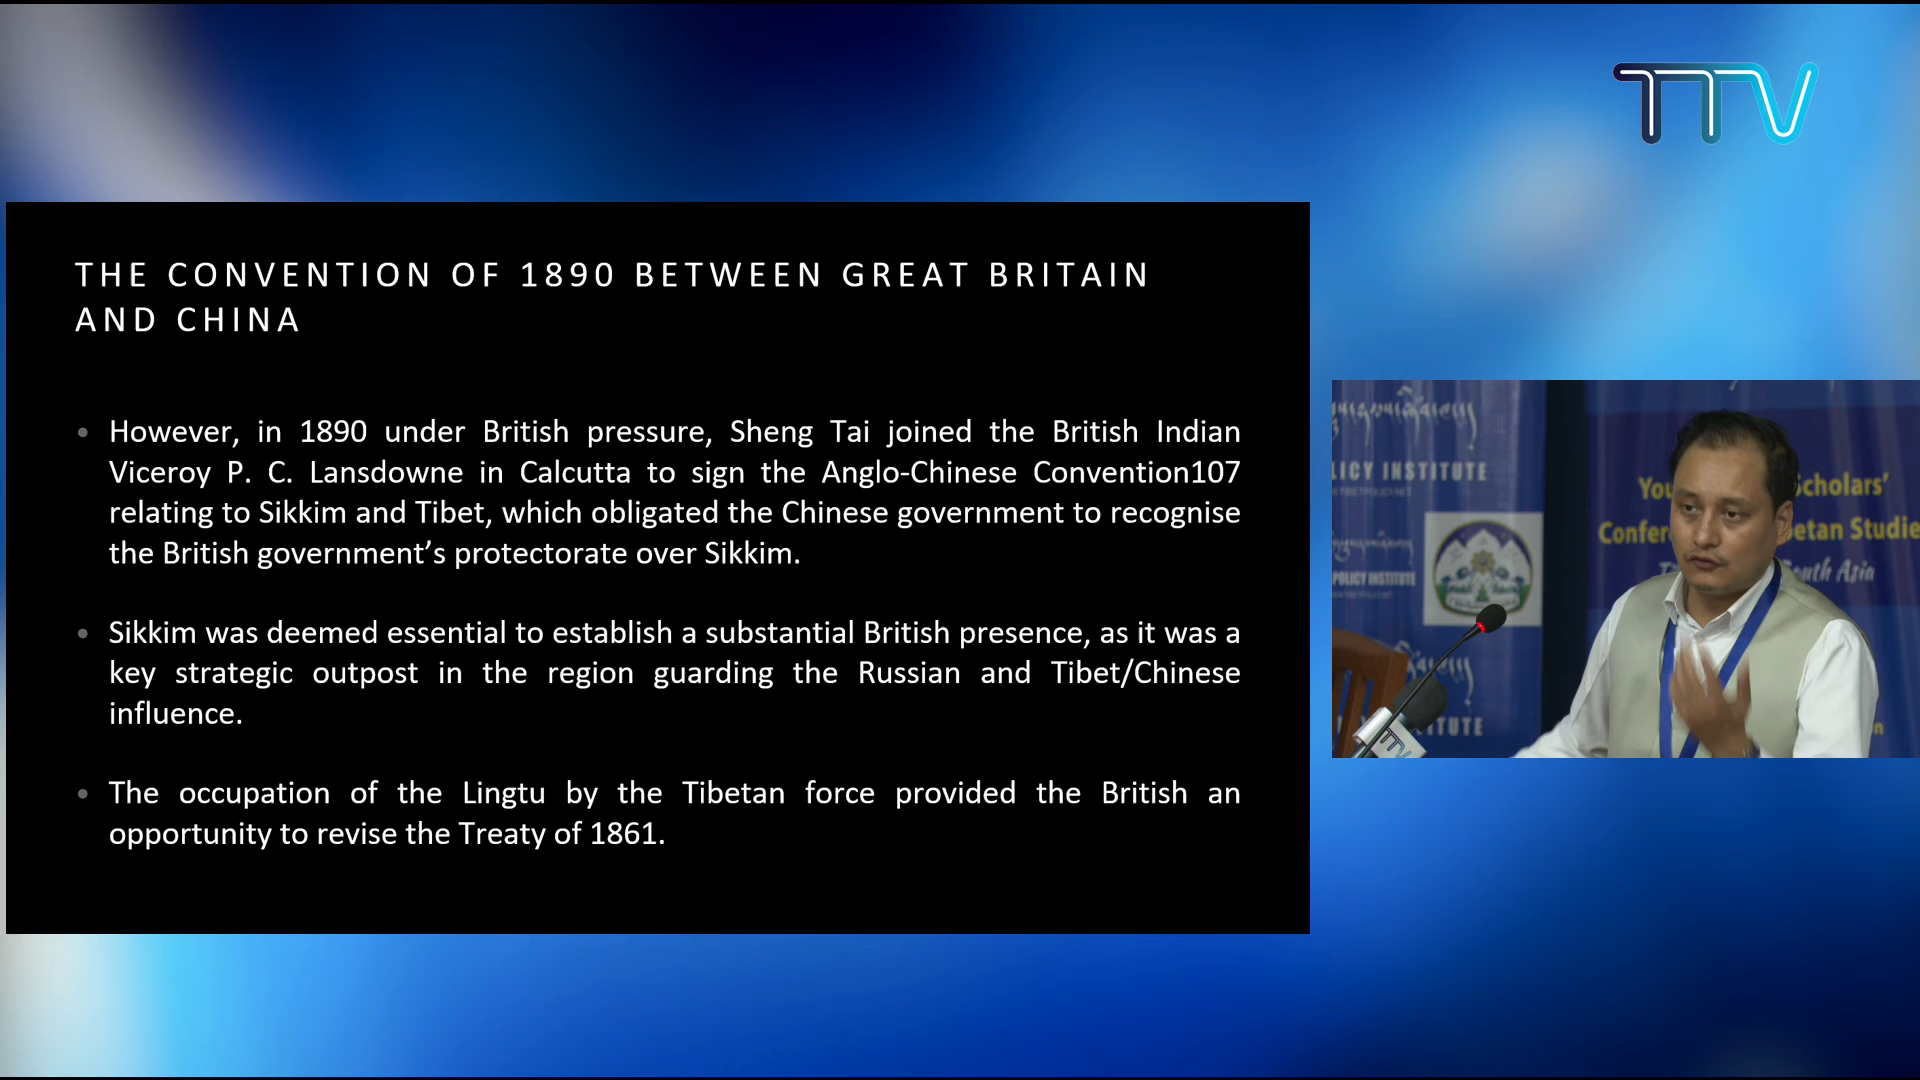 TTV
THE CONVENTION OF 1890 BETWEEN GREAT BRITAIN
AND CHINA
• However, in 1890 under British pressure, Sheng Tai joined the British Indian
Viceroy P. C. Lansdowne in Calcutta to sign the Anglo-Chinese Convention107
relating to Sikkim and Tibet, which obligated the Chinese government to recognise
the British government’s protectorate over Sikkim.
• Sikkim was deemed essential to establish a substantial British presence, as it was a
key strategic outpost in the region guarding the Russian and Tibet/Chinese
influence.
• The occupation of the Lingtu by the Tibetan force provided the British an
opportunity to revise the Treaty of 1861.
LICY INSTITUTE
POLICY INSTITUTE
TITUTE
TTV
You Scholars’
Confer etan Studie
South Asia